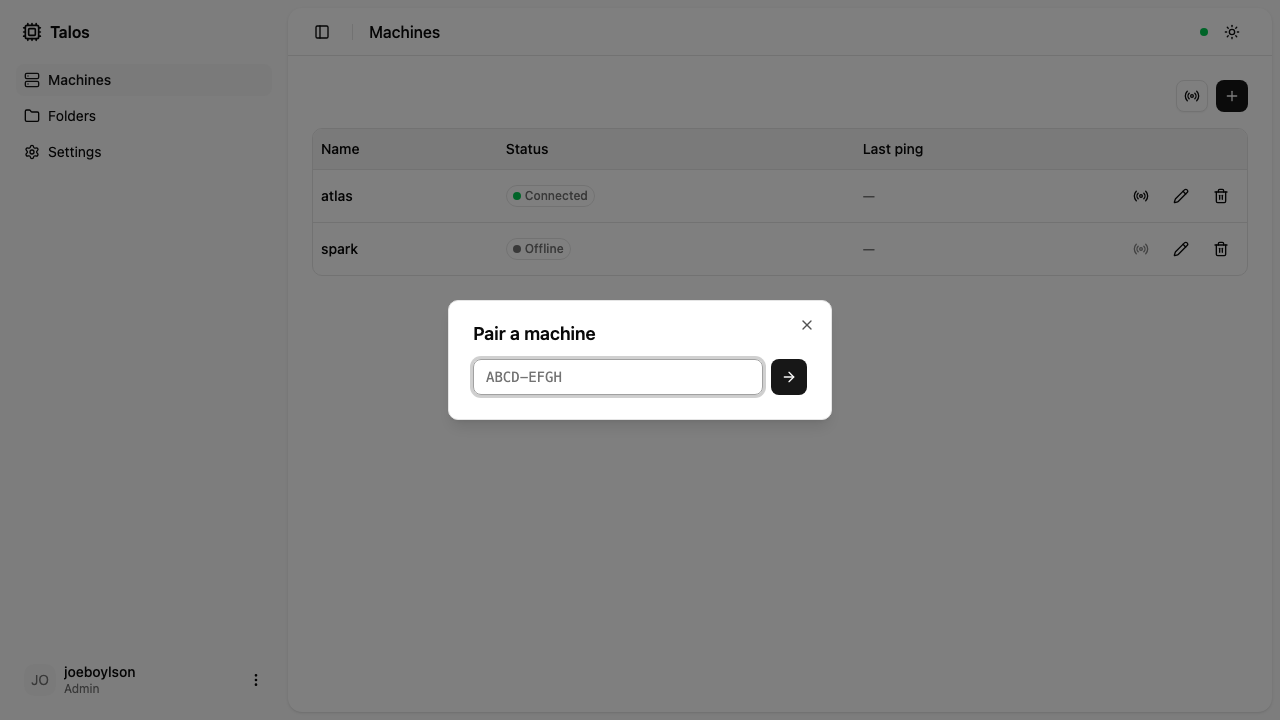 Talos
Machines
Machines
Folders
Settings
Name Status Last ping
atlas Connected —
spark Offline —
Pair a machine
ABCD-EFGH
JO joeboylson
Admin